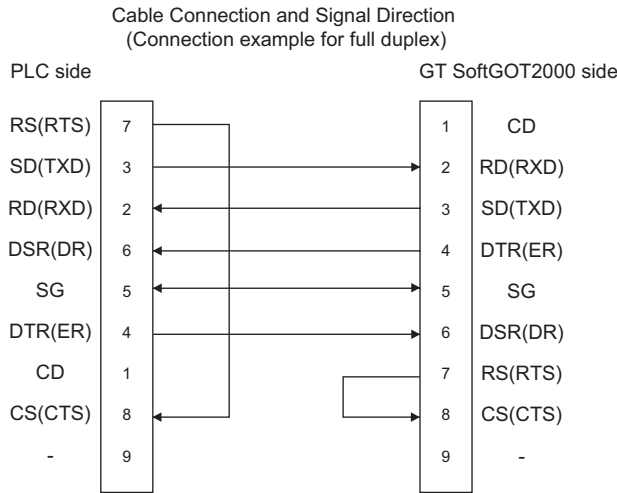 Cable Connection and Signal Direction
(Connection example for full duplex)
PLC side GT SoftGOT2000 side
RS(RTS) 7 1 CD
SD(TXD) 3 2 RD(RXD)
RD(RXD) 2 3 SD(TXD)
DSR(DR) 6 4 DTR(ER)
SG 5 5 SG
DTR(ER) 4 6 DSR(DR)
CD 1 7 RS(RTS)
CS(CTS) 8 8 CS(CTS)
- 9 9 -